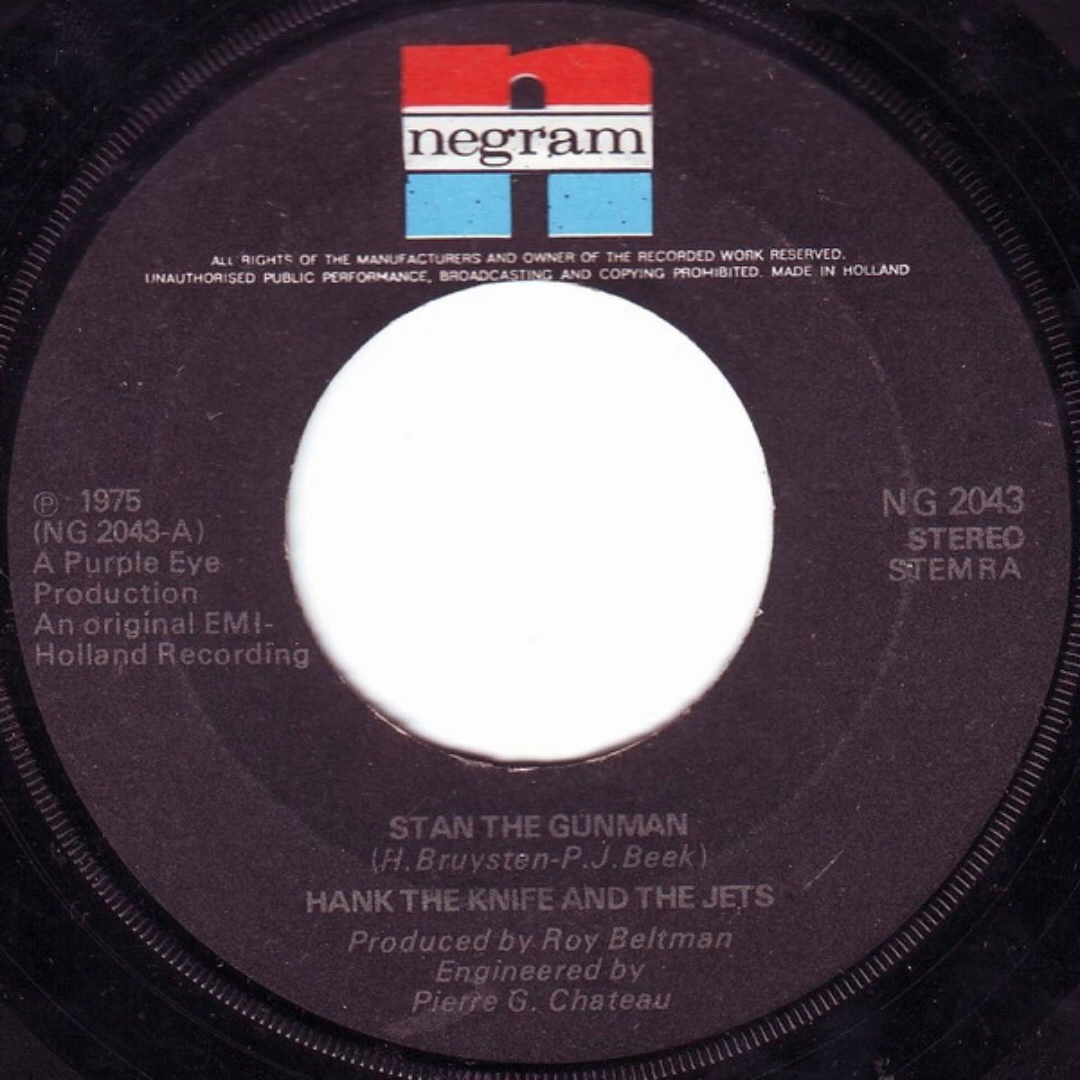 negram
ALL RIGHTS OF THE MANUFACTURERS AND OWNER OF THE RECORDED WORK RESERVED.
UNAUTHORISED PUBLIC PERFORMANCE, BROADCASTING AND COPYING PROHIBITED. MADE IN HOLLAND
℗ 1975
(NG 2043-A)
A Purple Eye
Production
An original EMI-
Holland Recording
NG 2043
STEREO
STEMRA
STAN THE GUNMAN
(H.Bruysten-P.J.Beek)
HANK THE KNIFE AND THE JETS
Produced by Roy Beltman
Engineered by
Pierre G. Chateau